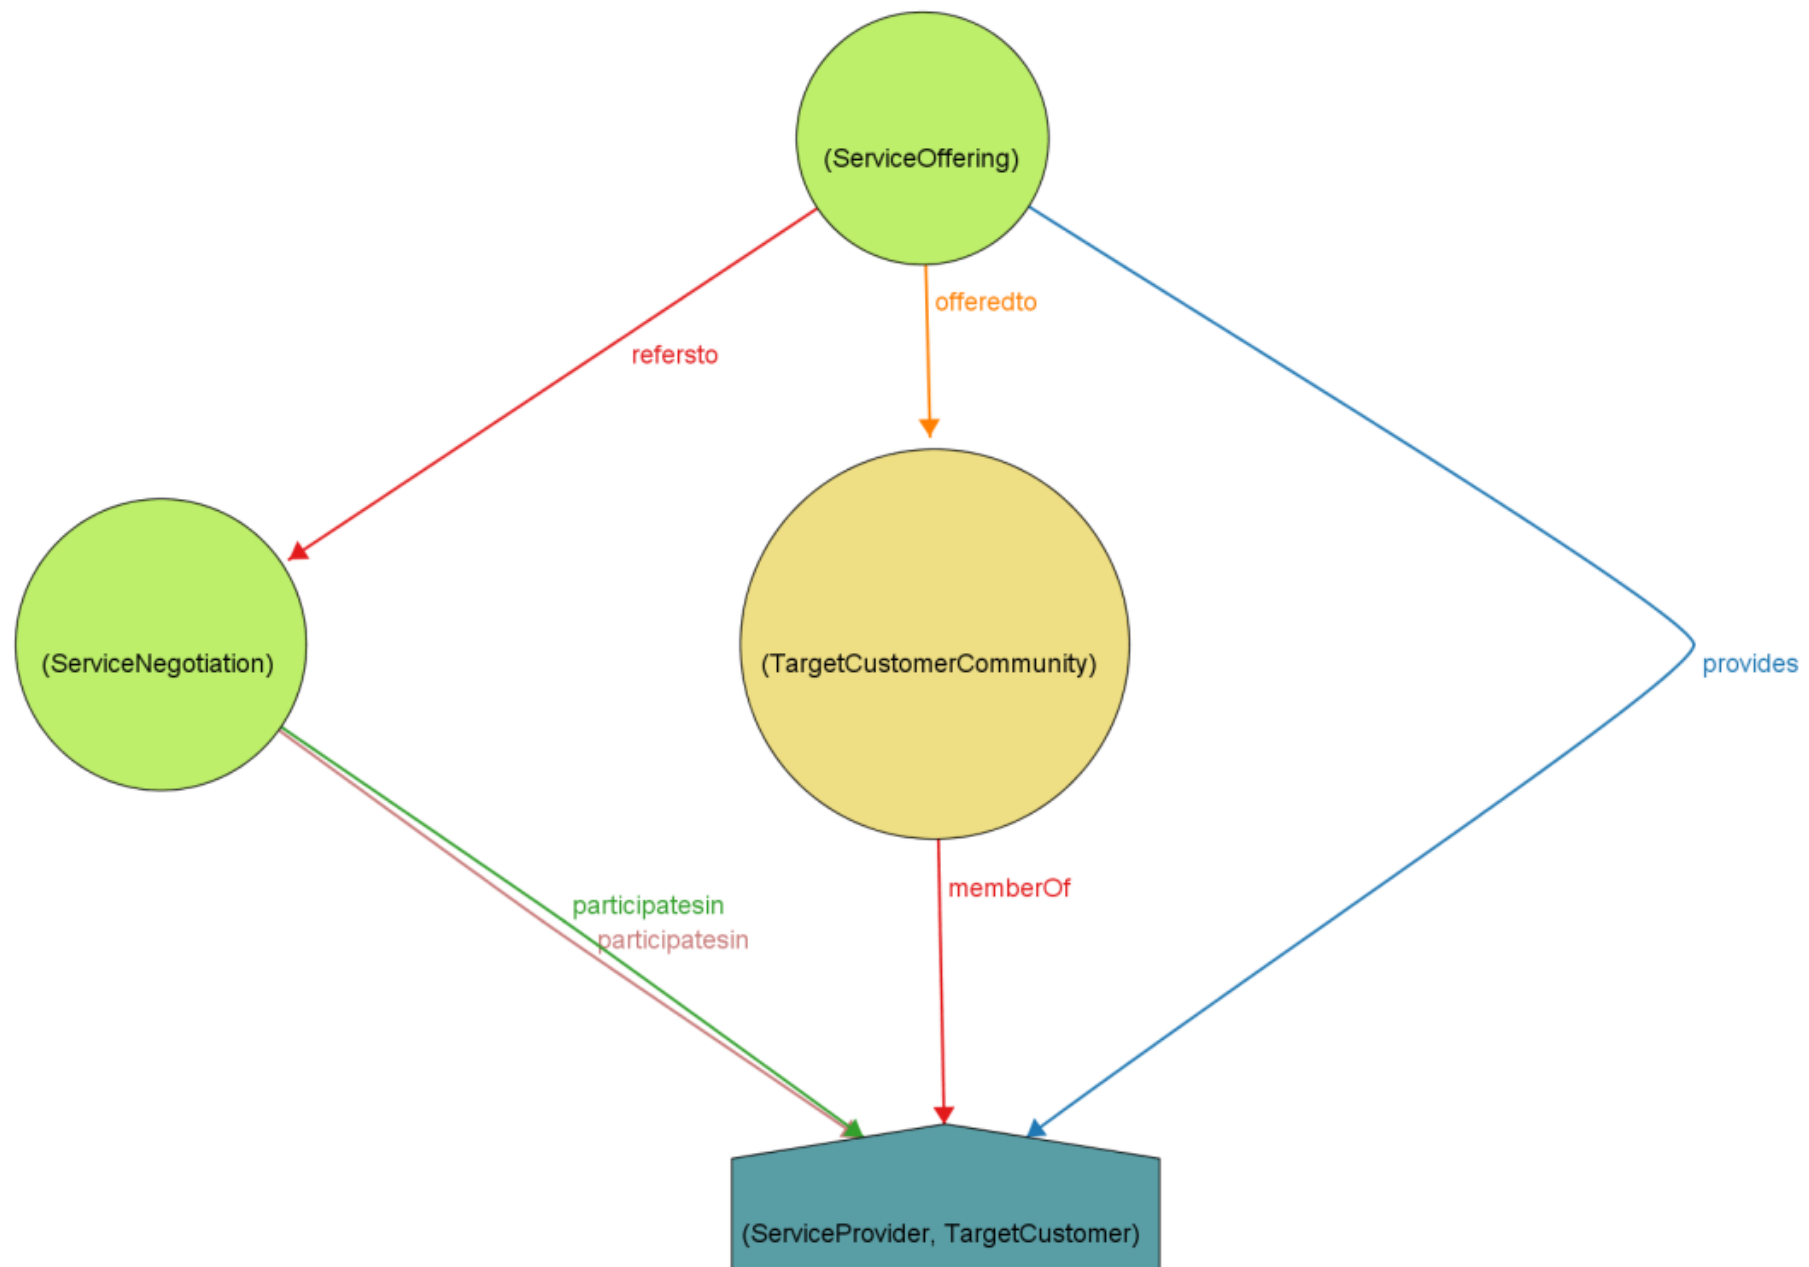 (ServiceOffering)
offeredto
refersto
(ServiceNegotiation)
(TargetCustomerCommunity)
provides
memberOf
participatesin
participatesin
(ServiceProvider, TargetCustomer)